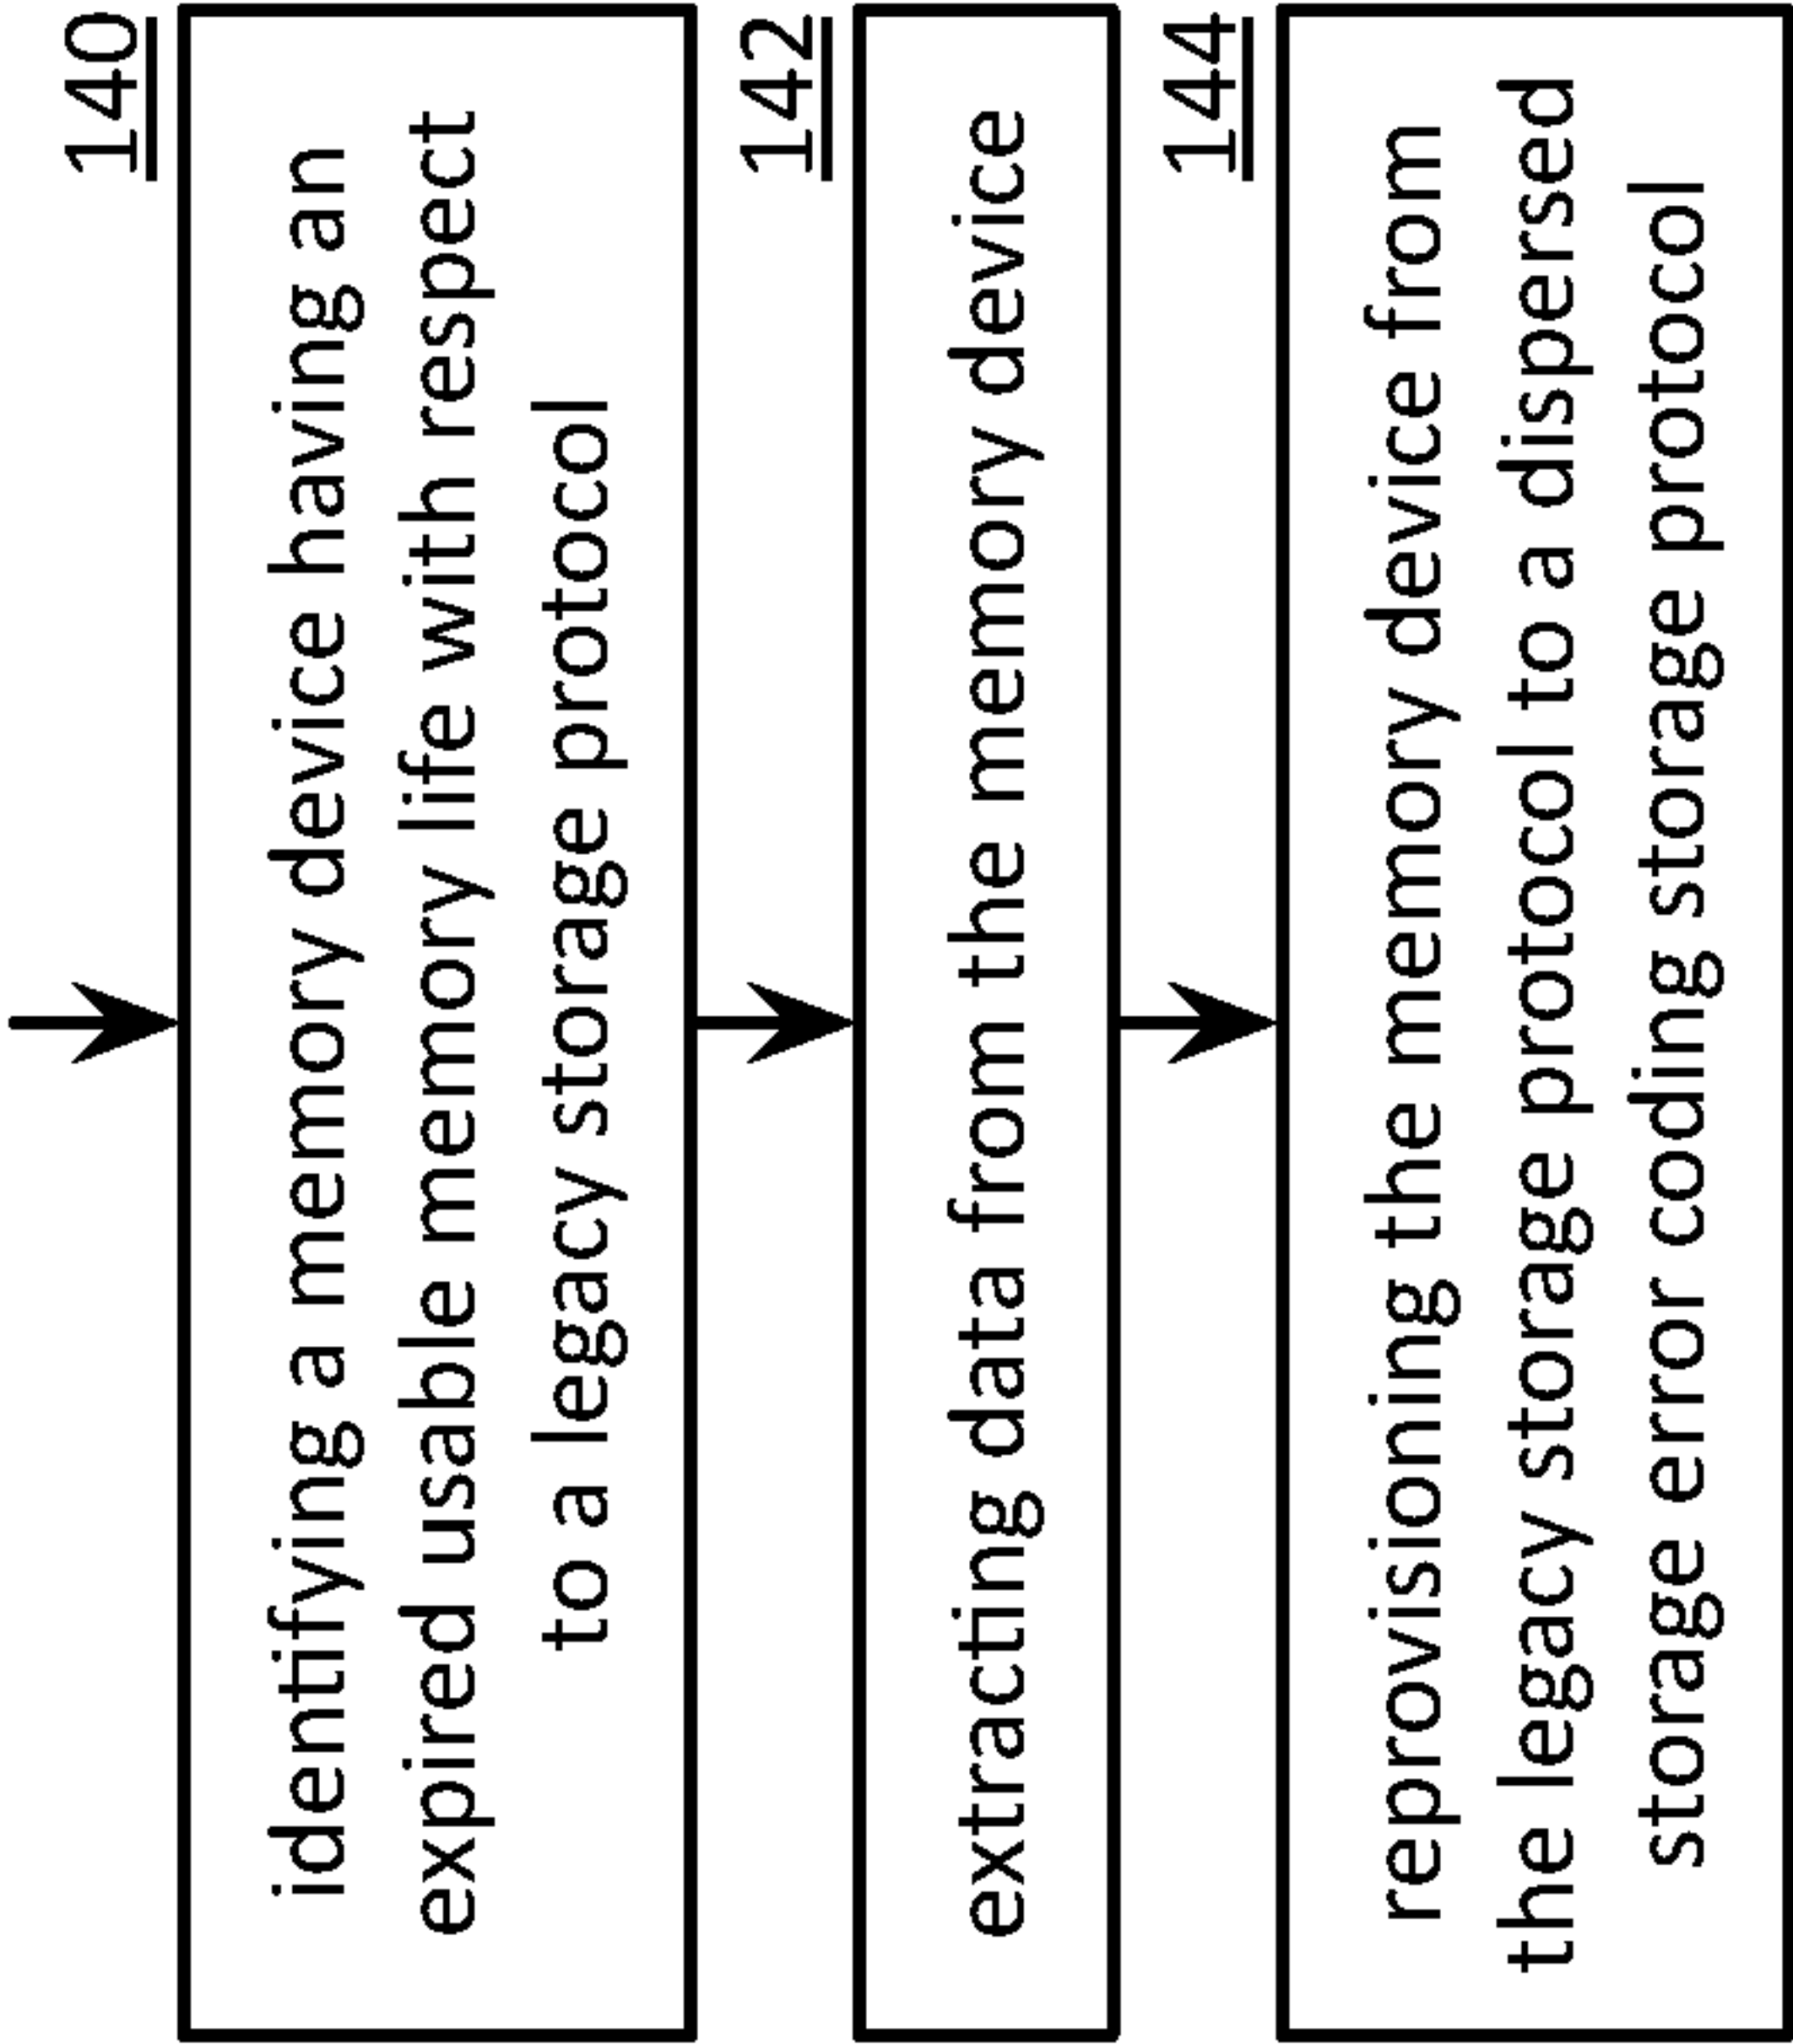 140
identifying a memory device having an
expired usable memory life with respect
to a legacy storage protocol
142
extracting data from the memory device
144
reprovisioning the memory device from
the legacy storage protocol to a dispersed
storage error coding storage protocol